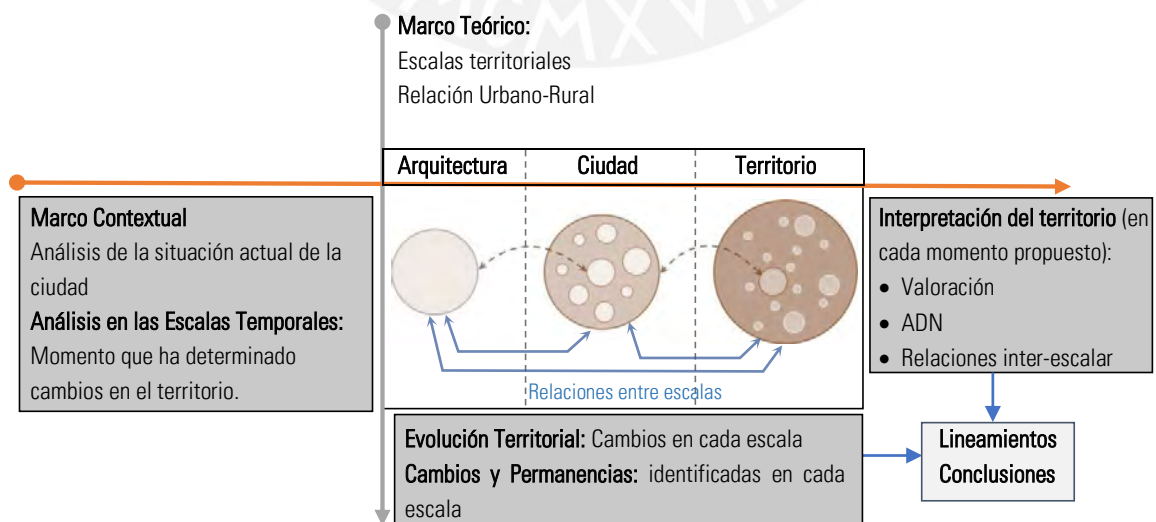 MCMXVII
Marco Teórico:
Escalas territoriales
Relación Urbano-Rural
Arquitectura
Ciudad
Territorio
Marco Contextual
Análisis de la situación actual de la
ciudad
Análisis en las Escalas Temporales:
Momento que ha determinado
cambios en el territorio.
Relaciones entre escalas
Interpretación del territorio (en
cada momento propuesto):
• Valoración
• ADN
• Relaciones inter-escalar
Evolución Territorial: Cambios en cada escala
Cambios y Permanencias: identificadas en cada
escala
Lineamientos
Conclusiones